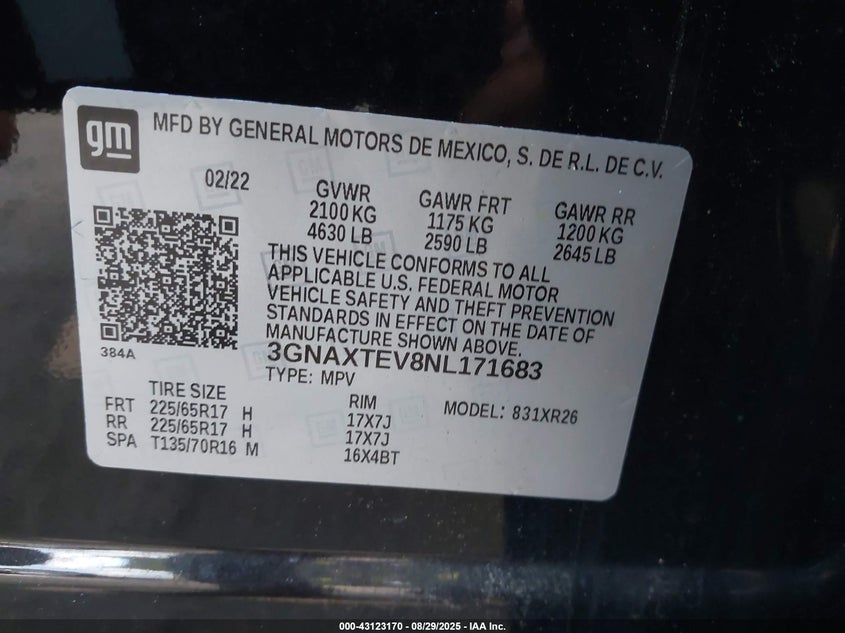 gm
MFD BY GENERAL MOTORS DE MEXICO, S. DE R.L. DE C.V.
02/22 GVWR GAWR FRT GAWR RR
2100 KG 1175 KG 1200 KG
4630 LB 2590 LB 2645 LB
THIS VEHICLE CONFORMS TO ALL
APPLICABLE U.S. FEDERAL MOTOR
VEHICLE SAFETY AND THEFT PREVENTION
STANDARDS IN EFFECT ON THE DATE OF
MANUFACTURE SHOWN ABOVE.
384A
3GNAXTEV8NL171683
TYPE: MPV
TIRE SIZE RIM MODEL: 831XR26
FRT 225/65R17 H 17X7J
RR 225/65R17 H 17X7J
SPA T135/70R16 M 16X4BT
000-43123170 - 08/29/2025 - IAA Inc.